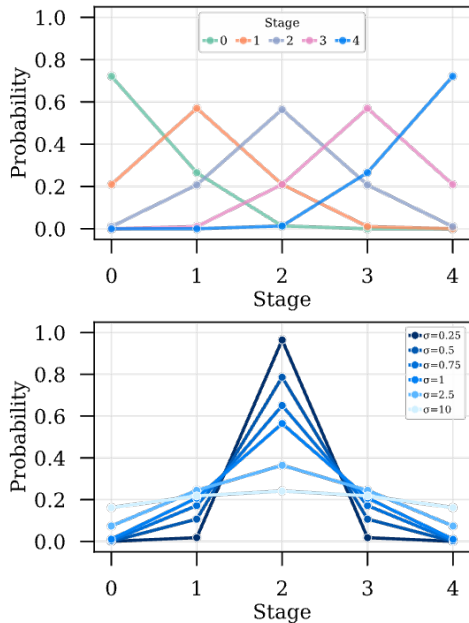 1.0
0.8
0.6
0.4
0.2
0.0
Probability
Stage
0 1 2 3 4
0 1 2 3 4
Stage
1.0
0.8
0.6
0.4
0.2
0.0
Probability
σ=0.25
σ=0.5
σ=0.75
σ=1
σ=2.5
σ=10
0 1 2 3 4
Stage